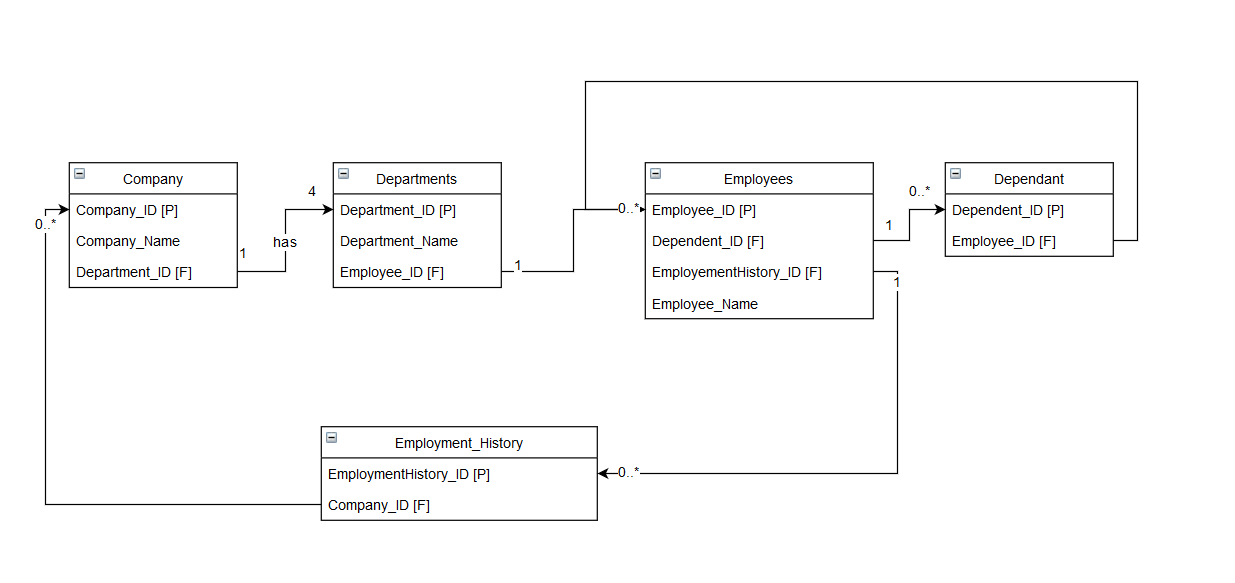 Company
Company_ID [P]
Company_Name
Department_ID [F]
0..*
1
has
4
Departments
Department_ID [P]
Department_Name
Employee_ID [F]
1
0..*
Employees
Employee_ID [P]
Dependent_ID [F]
EmployementHistory_ID [F]
Employee_Name
1
0..*
1
Dependant
Dependent_ID [P]
Employee_ID [F]
Employment_History
EmploymentHistory_ID [P]
Company_ID [F]
0..*